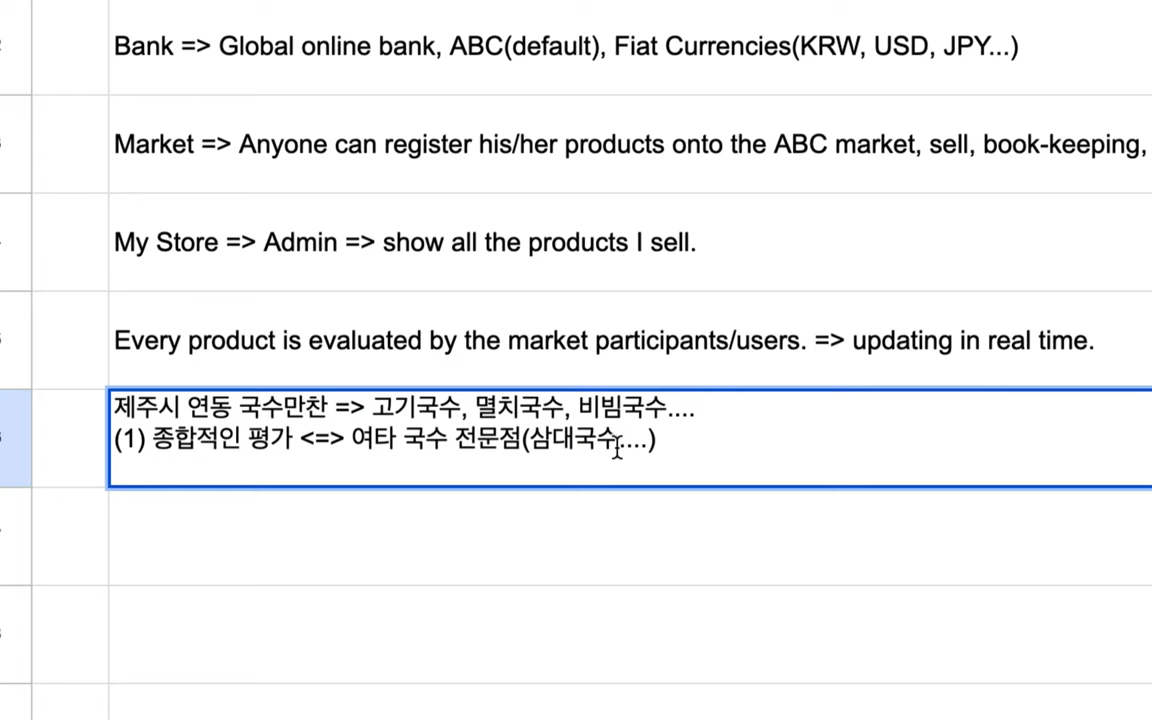 Bank => Global online bank, ABC(default), Fiat Currencies(KRW, USD, JPY...)
Market => Anyone can register his/her products onto the ABC market, sell, book-keeping,
My Store => Admin => show all the products I sell.
Every product is evaluated by the market participants/users. => updating in real time.
제주시 연동 국수만찬 => 고기국수, 멸치국수, 비빔국수....
(1) 종합적인 평가 <=> 여타 국수 전문점(삼대국수....)